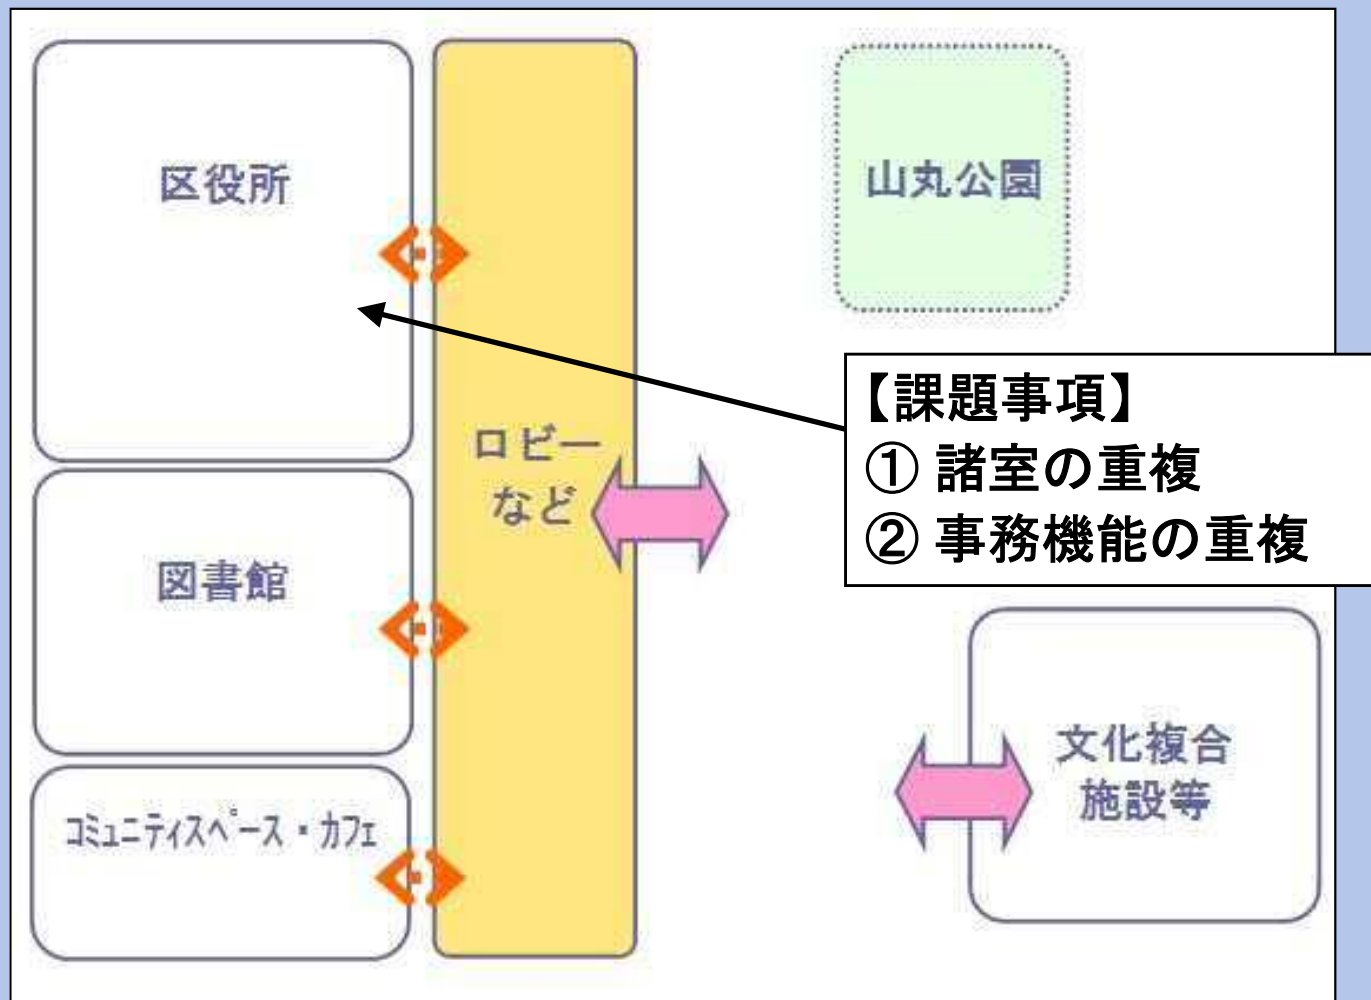 区役所
図書館
コミュニティスペース・カフェ
ロビー
など
山丸公園
【課題事項】
① 諸室の重複
② 事務機能の重複
文化複合
施設等